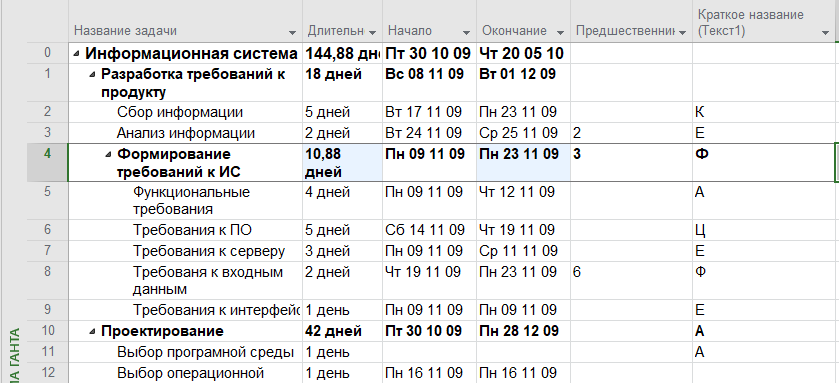 Краткое название
Название задачи Длительн Начало Окончание Предшественник (Текст1)
0 Информационная система 144,88 дн Пт 30 10 09 Чт 20 05 10
1 Разработка требований к 18 дней Вс 08 11 09 Вт 01 12 09
продукту
2 Сбор информации 5 дней Вт 17 11 09 Пн 23 11 09 К
3 Анализ информации 2 дней Вт 24 11 09 Ср 25 11 09 2 Е
4 Формирование 10,88 Пн 09 11 09 Пн 23 11 09 3 Ф
требований к ИС дней
5 Функциональные 4 дней Пн 09 11 09 Чт 12 11 09 А
требования
6 Требования к ПО 5 дней Сб 14 11 09 Чт 19 11 09 Ц
7 Требования к серверу 3 дней Пн 09 11 09 Ср 11 11 09 Е
8 Требованя к входным 2 дней Чт 19 11 09 Пн 23 11 09 6 Ф
данным
9 Требования к интерфейс 1 день Пн 09 11 09 Пн 09 11 09 Е
10 Проектирование 42 дней Пт 30 10 09 Пн 28 12 09 А
11 Выбор програмной среды 1 день А
12 Выбор операционной 1 день Пн 16 11 09 Пн 16 11 09
ГАНТА